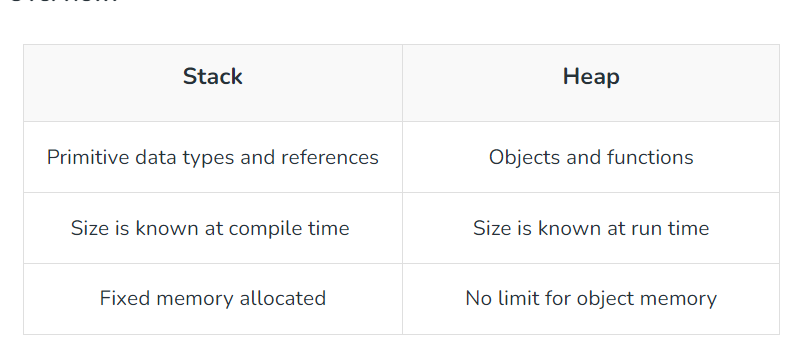 Stack Heap
Primitive data types and references Objects and functions
Size is known at compile time Size is known at run time
Fixed memory allocated No limit for object memory